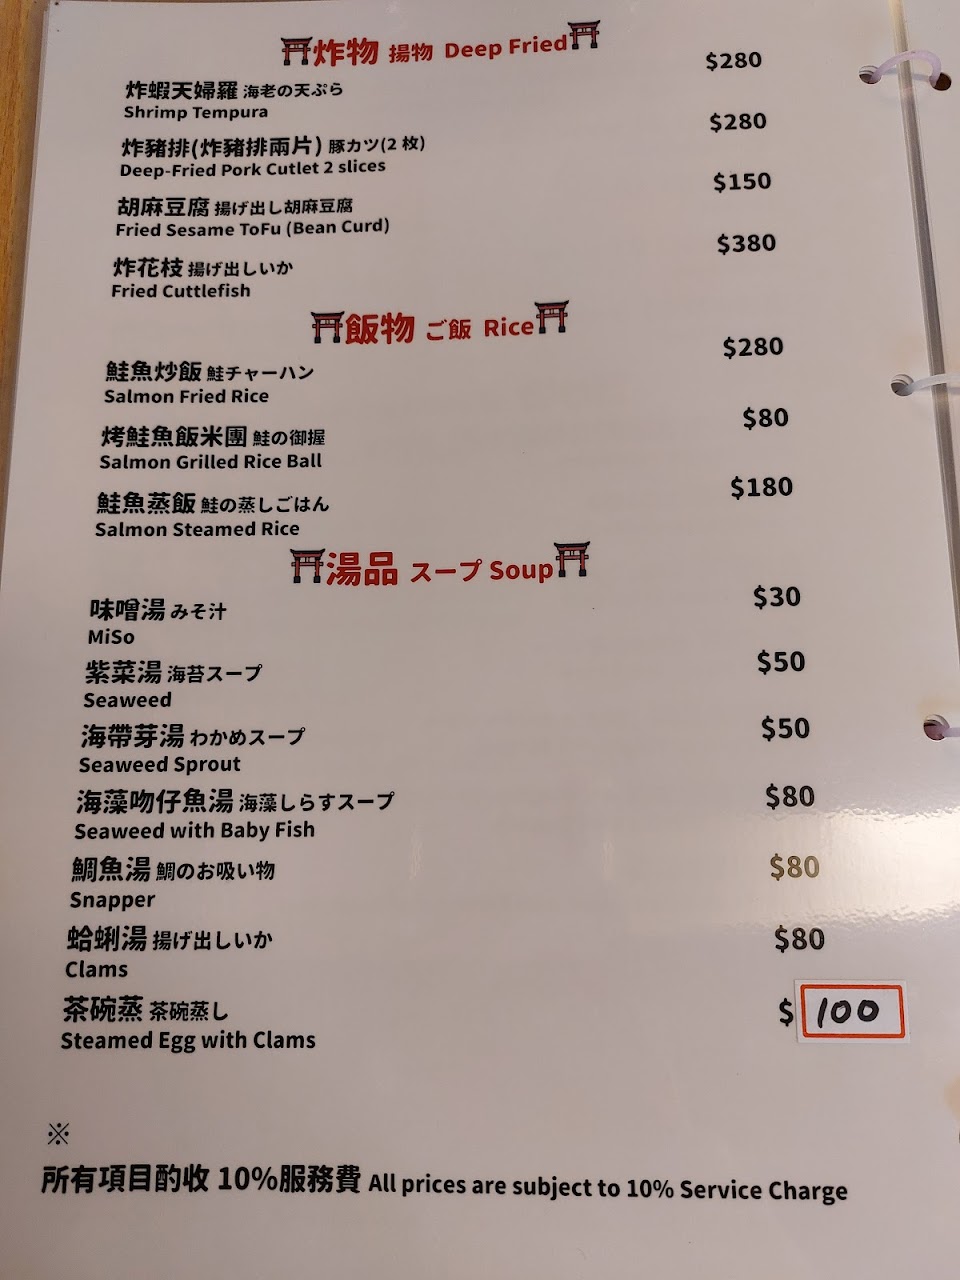 炸物 揚物 Deep Fried
炸蝦天婦羅 海老の天ぷら $280
Shrimp Tempura
炸豬排(炸豬排兩片) 豚カツ(2 枚) $280
Deep-Fried Pork Cutlet 2 slices
胡麻豆腐 揚げ出し胡麻豆腐 $150
Fried Sesame ToFu (Bean Curd)
炸花枝 揚げ出しいか $380
Fried Cuttlefish
飯物 ご飯 Rice
鮭魚炒飯 鮭チャーハン $280
Salmon Fried Rice
烤鮭魚飯米團 鮭の御握 $80
Salmon Grilled Rice Ball
鮭魚蒸飯 鮭の蒸しごはん $180
Salmon Steamed Rice
湯品 スープ Soup
味噌湯 みそ汁 $30
MiSo
紫菜湯 海苔スープ $50
Seaweed
海帶芽湯 わかめスープ $50
Seaweed Sprout
海藻吻仔魚湯 海藻しらすスープ $80
Seaweed with Baby Fish
鯛魚湯 鯛のお吸い物 $80
Snapper
蛤蜊湯 揚げ出しいか $80
Clams
茶碗蒸 茶碗蒸し $100
Steamed Egg with Clams
※
所有項目酌收 10%服務費 All prices are subject to 10% Service Charge